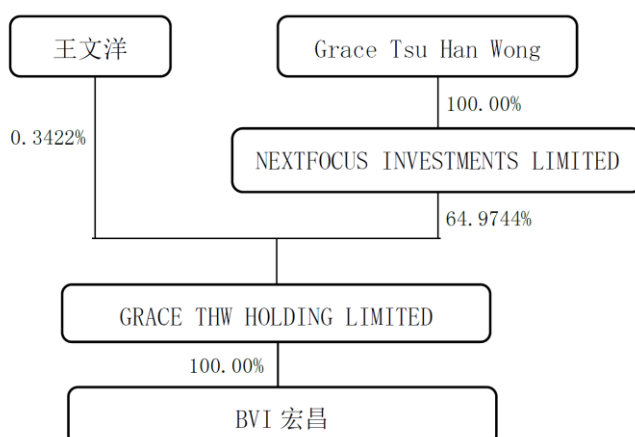 王文洋
Grace Tsu Han Wong
100.00%
0.3422%
NEXTFOCUS INVESTMENTS LIMITED
64.9744%
GRACE THW HOLDING LIMITED
100.00%
BVI 宏昌